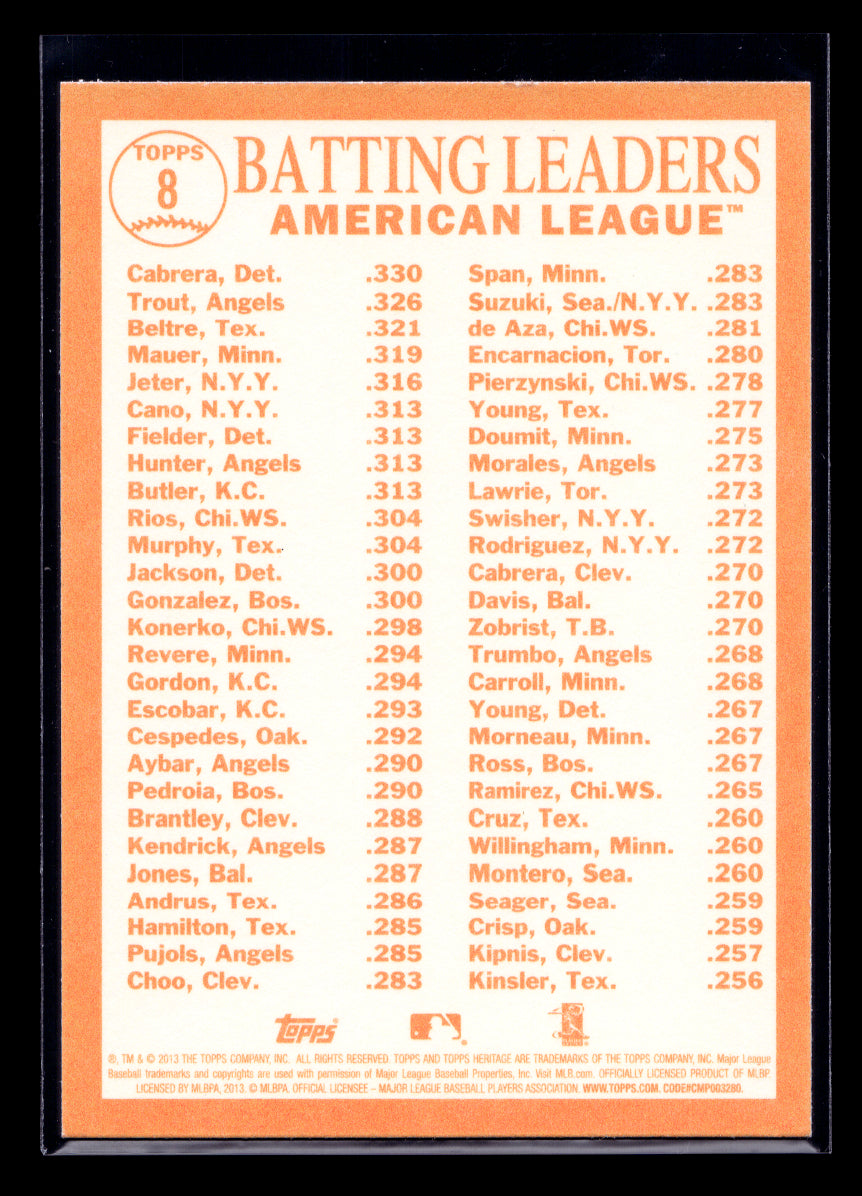 TOPPS
8
BATTING LEADERS
AMERICAN LEAGUE™
Cabrera, Det. .330
Trout, Angels .326
Beltre, Tex. .321
Mauer, Minn. .319
Jeter, N.Y.Y. .316
Cano, N.Y.Y. .313
Fielder, Det. .313
Hunter, Angels .313
Butler, K.C. .313
Rios, Chi.WS. .304
Murphy, Tex. .304
Jackson, Det. .300
Gonzalez, Bos. .300
Konerko, Chi.WS. .298
Revere, Minn. .294
Gordon, K.C. .294
Escobar, K.C. .293
Cespedes, Oak. .292
Aybar, Angels .290
Pedroia, Bos. .290
Brantley, Clev. .288
Kendrick, Angels .287
Jones, Bal. .287
Andrus, Tex. .286
Hamilton, Tex. .285
Pujols, Angels .285
Choo, Clev. .283
Span, Minn. .283
Suzuki, Sea./N.Y.Y. .283
de Aza, Chi.WS. .281
Encarnacion, Tor. .280
Pierzynski, Chi.WS. .278
Young, Tex. .277
Doumit, Minn. .275
Morales, Angels .273
Lawrie, Tor. .273
Swisher, N.Y.Y. .272
Rodriguez, N.Y.Y. .272
Cabrera, Clev. .270
Davis, Bal. .270
Zobrist, T.B. .270
Trumbo, Angels .268
Carroll, Minn. .268
Young, Det. .267
Morneau, Minn. .267
Ross, Bos. .267
Ramirez, Chi.WS. .265
Cruz, Tex. .260
Willingham, Minn. .260
Montero, Sea. .260
Seager, Sea. .259
Crisp, Oak. .259
Kipnis, Clev. .257
Kinsler, Tex. .256
Topps
®, TM & © 2013 THE TOPPS COMPANY, INC. ALL RIGHTS RESERVED. TOPPS AND TOPPS HERITAGE ARE TRADEMARKS OF THE TOPPS COMPANY, INC. Major League
Baseball trademarks and copyrights are used with permission of Major League Baseball Properties, Inc. Visit MLB.com. OFFICIALLY LICENSED PRODUCT OF MLBP
LICENSED BY MLBPA, 2013. © MLBPA. OFFICIAL LICENSEE – MAJOR LEAGUE BASEBALL PLAYERS ASSOCIATION. WWW.TOPPS.COM. CODE#CMP003280.